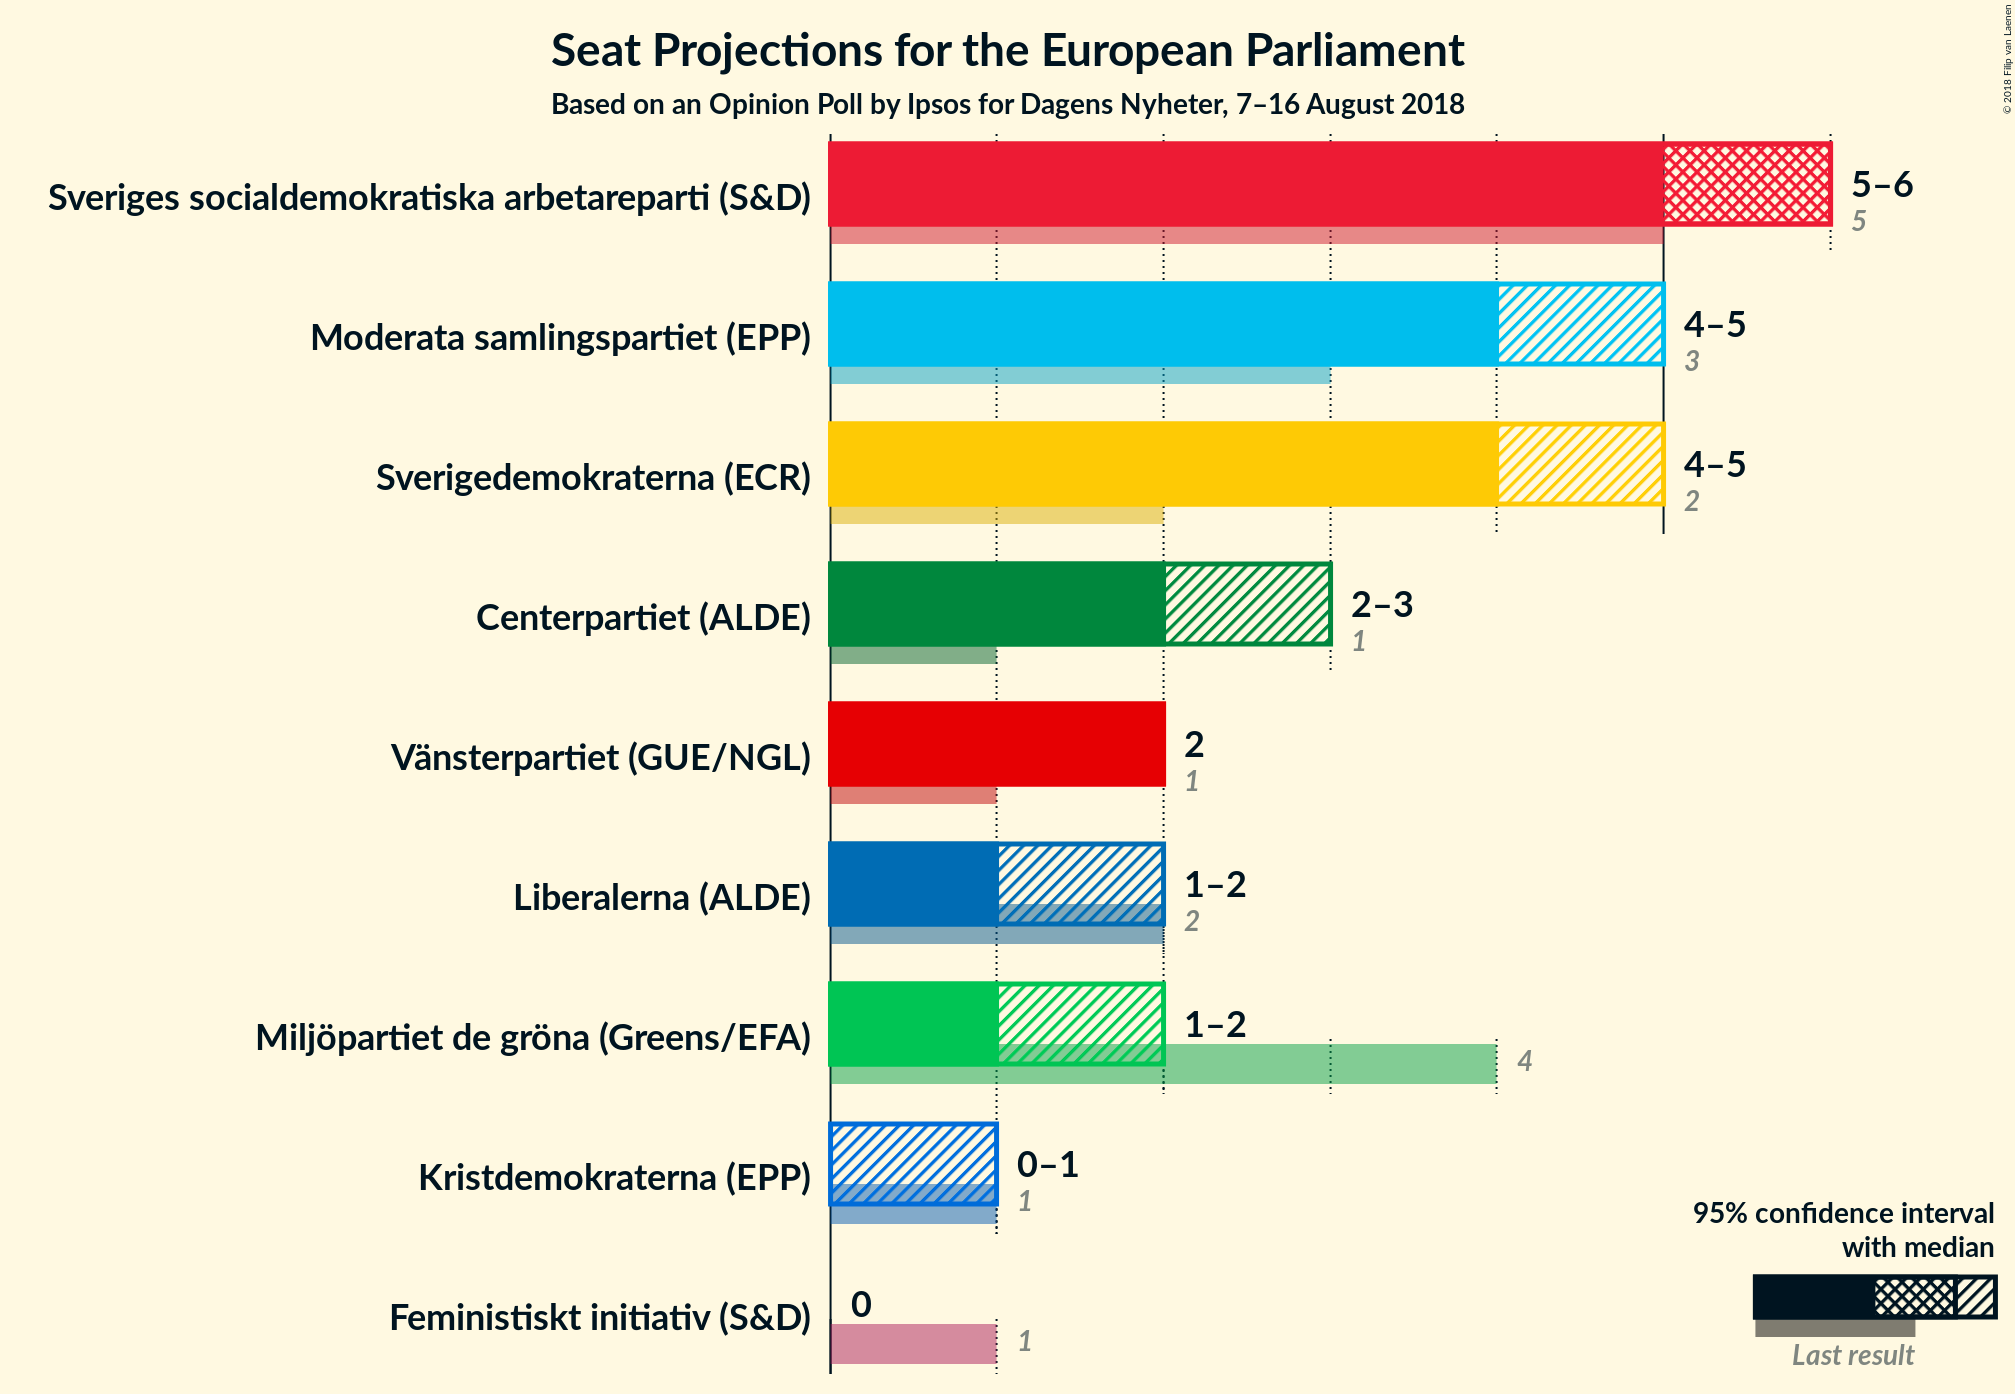 Seat Projections for the European Parliament
Based on an Opinion Poll by Ipsos for Dagens Nyheter, 7–16 August 2018
© 2018 Filip van Laenen
Sveriges socialdemokratiska arbetareparti (S&D)
5–6
5
Moderata samlingspartiet (EPP)
4–5
3
Sverigedemokraterna (ECR)
4–5
2
Centerpartiet (ALDE)
2–3
1
Vänsterpartiet (GUE/NGL)
2
1
Liberalerna (ALDE)
1–2
2
Miljöpartiet de gröna (Greens/EFA)
1–2
4
Kristdemokraterna (EPP)
0–1
1
Feministiskt initiativ (S&D)
0
1
95% confidence interval
with median
Last result